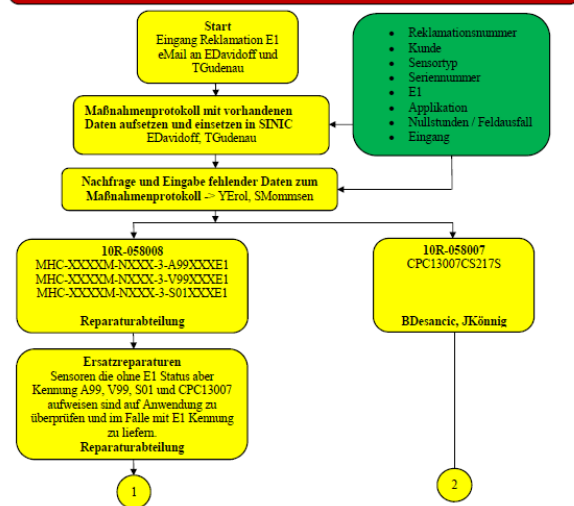 Start
Eingang Reklamation E1
eMail an EDavidoff und
TGudenau
Reklamationsnummer
Kunde
Sensortyp
Seriennummer
E1
Applikation
Nullstunden / Feldausfall
Eingang
Maßnahmenprotokoll mit vorhandenen
Daten aufsetzen und einsetzen in SINIC
EDavidoff, TGudenau
Nachfrage und Eingabe fehlender Daten zum
Maßnahmenprotokoll -> YErol, SMommsen
10R-058008
MHC-XXXXM-NXXX-3-A99XXXE1
MHC-XXXXM-NXXX-3-V99XXXE1
MHC-XXXXM-NXXX-3-S01XXXE1
Reparaturabteilung
10R-058007
CPC13007CS217S
BDesancic, JKönnig
Ersatzreparaturen
Sensoren die ohne E1 Status aber
Kennung A99, V99, S01 und CPC13007
aufweisen sind auf Anwendung zu
überprüfen und im Falle mit E1 Kennung
zu liefern.
Reparaturabteilung
1
2